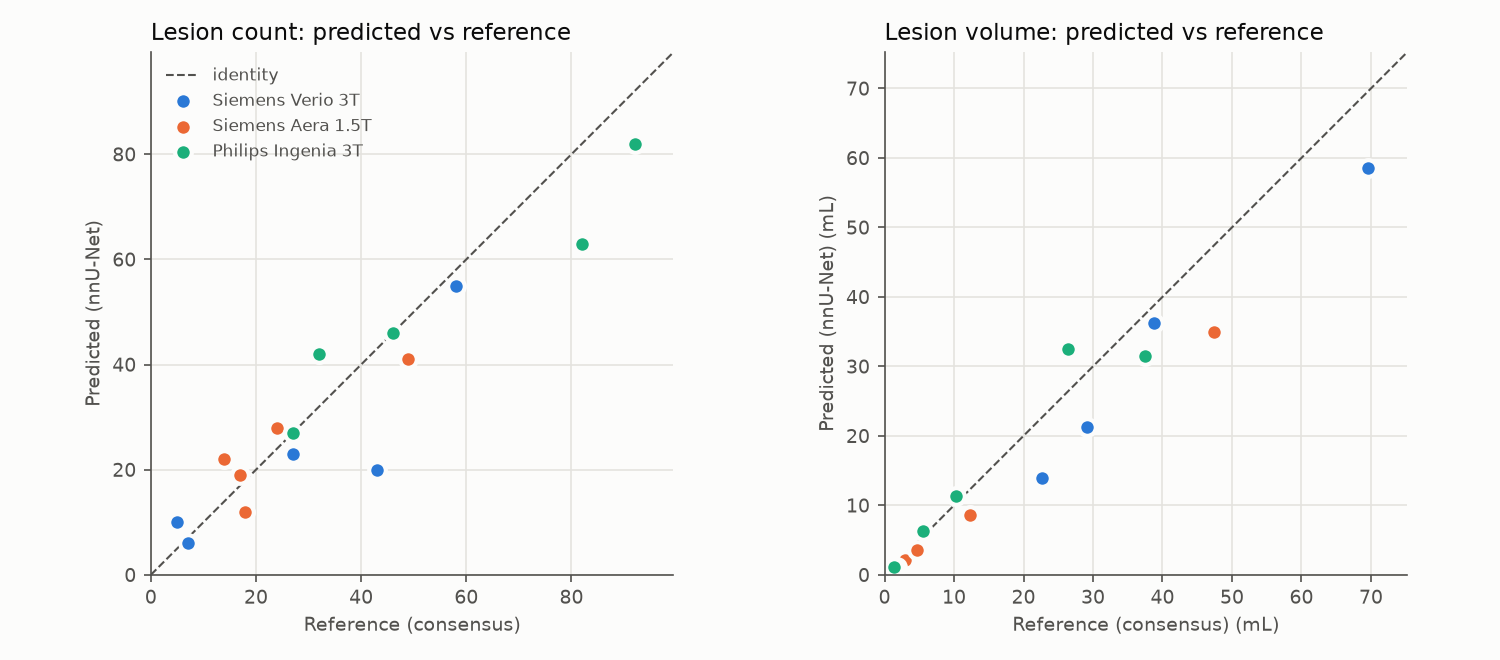 Lesion count: predicted vs reference
identity
Siemens Verio 3T
Siemens Aera 1.5T
Philips Ingenia 3T
80
60
40
20
0
0 20 40 60 80
Predicted (nnU-Net)
Reference (consensus)
Lesion volume: predicted vs reference
70
60
50
40
30
20
10
0
0 10 20 30 40 50 60 70
Predicted (nnU-Net) (mL)
Reference (consensus) (mL)